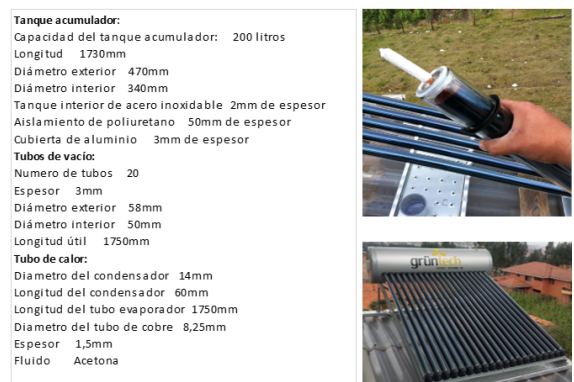 Tanque acumulador:
Capacidad del tanque acumulador: 200 litros
Longitud 1730mm
Diámetro exterior 470mm
Diámetro interior 340mm
Tanque interior de acero inoxidable 2mm de espesor
Aislamiento de poliuretano 50mm de espesor
Cubierta de aluminio 3mm de espesor
Tubos de vacío:
Numero de tubos 20
Espesor 3mm
Diámetro exterior 58mm
Diámetro interior 50mm
Longitud útil 1750mm
Tubo de calor:
Diametro del condensador 14mm
Longitud del condensador 60mm
Longitud del tubo evaporador 1750mm
Diametro del tubo de cobre 8,25mm
Espesor 1,5mm
Fluido Acetona
grüntech